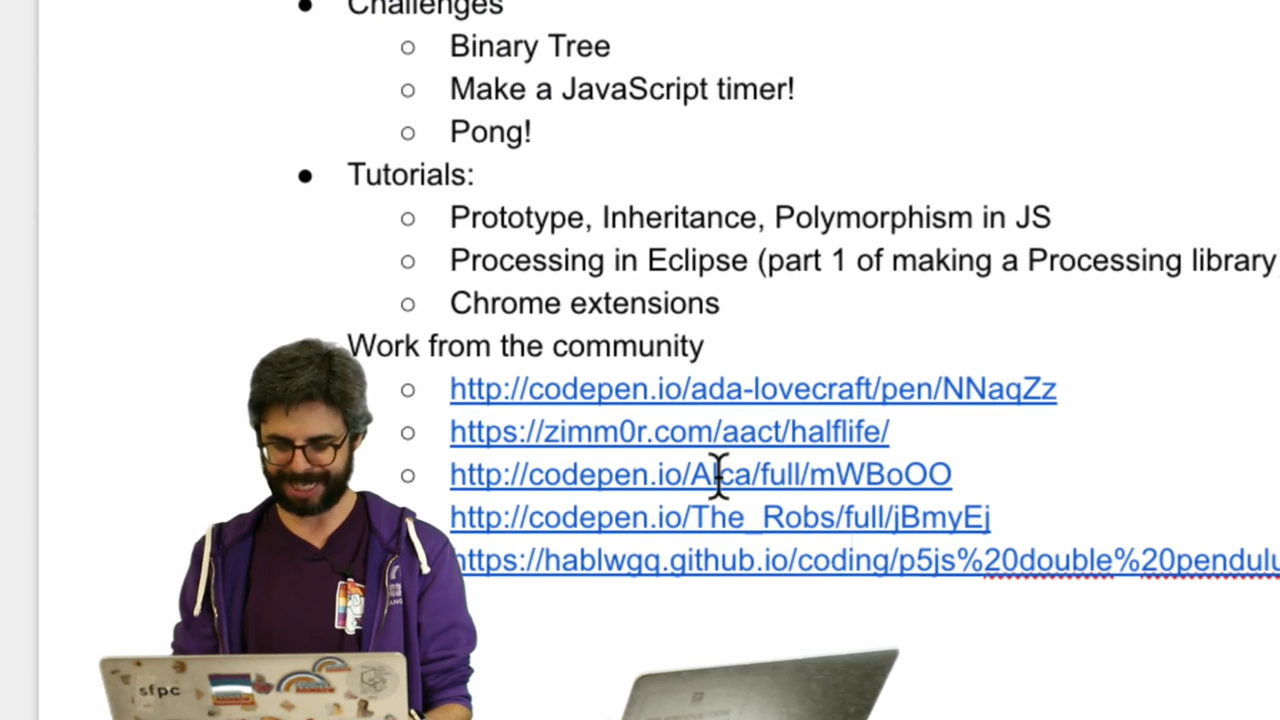 Challenges
Binary Tree
Make a JavaScript timer!
Pong!
Tutorials:
Prototype, Inheritance, Polymorphism in JS
Processing in Eclipse (part 1 of making a Processing library
Chrome extensions
Work from the community
http://codepen.io/ada-lovecraft/pen/NNaqZz
https://zimm0r.com/aact/halflife/
http://codepen.io/Alca/full/mWBoOO
http://codepen.io/The_Robs/full/jBmyEj
https://hablwgq.github.io/coding/p5js%20double%20pendulu
sfpc